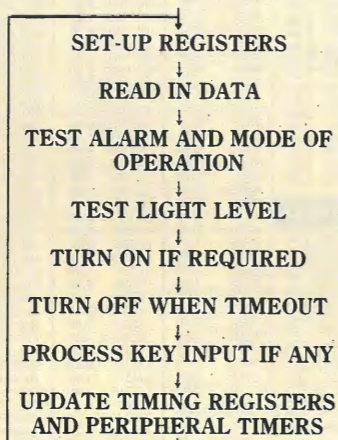 SET-UP REGISTERS
READ IN DATA
TEST ALARM AND MODE OF
OPERATION
TEST LIGHT LEVEL
TURN ON IF REQUIRED
TURN OFF WHEN TIMEOUT
PROCESS KEY INPUT IF ANY
UPDATE TIMING REGISTERS
AND PERIPHERAL TIMERS